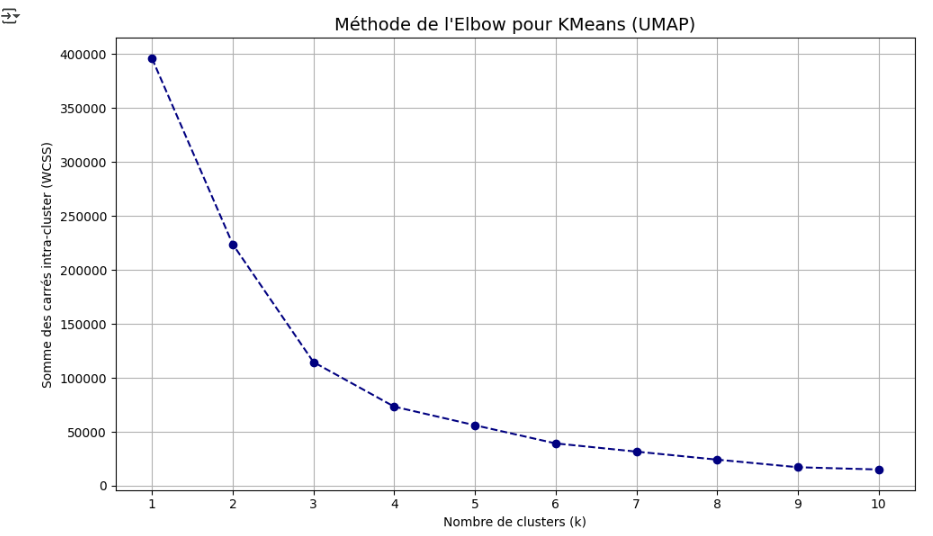 Méthode de l'Elbow pour KMeans (UMAP)
400000
350000
300000
250000
200000
150000
100000
50000
0
Somme des carrés intra-cluster (WCSS)
1 2 3 4 5 6 7 8 9 10
Nombre de clusters (k)